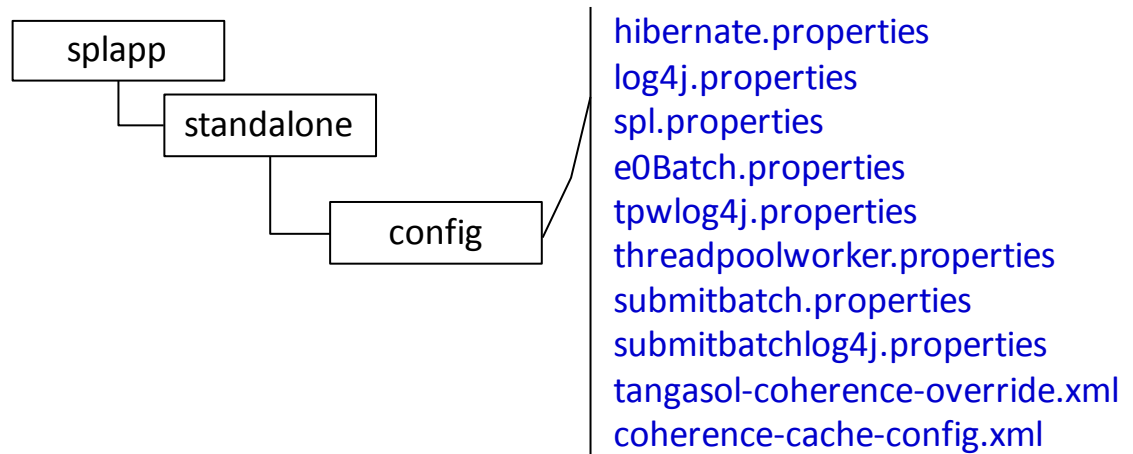 splapp
standalone
config
hibernate.properties
log4j.properties
spl.properties
e0Batch.properties
tpwlog4j.properties
threadpoolworker.properties
submitbatch.properties
submitbatchlog4j.properties
tangasol-coherence-override.xml
coherence-cache-config.xml